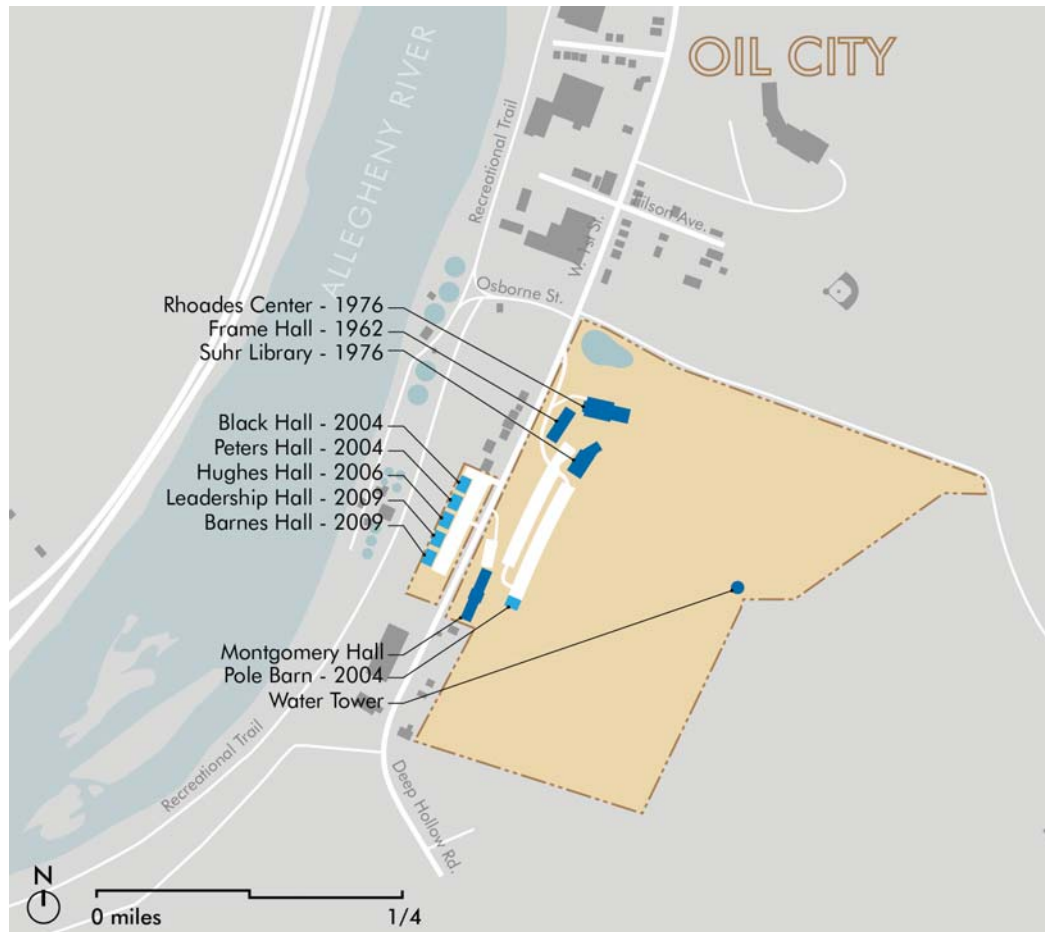 OIL CITY
ALLEGHENY RIVER
Recreational Trail
W. 1st St.
ilson Ave.
Osborne St.
Rhoades Center - 1976
Frame Hall - 1962
Suhr Library - 1976
Black Hall - 2004
Peters Hall - 2004
Hughes Hall - 2006
Leadership Hall - 2009
Barnes Hall - 2009
Montgomery Hall
Pole Barn - 2004
Water Tower
Recreational Trail
Deep Hollow Rd.
N
0 miles
1/4